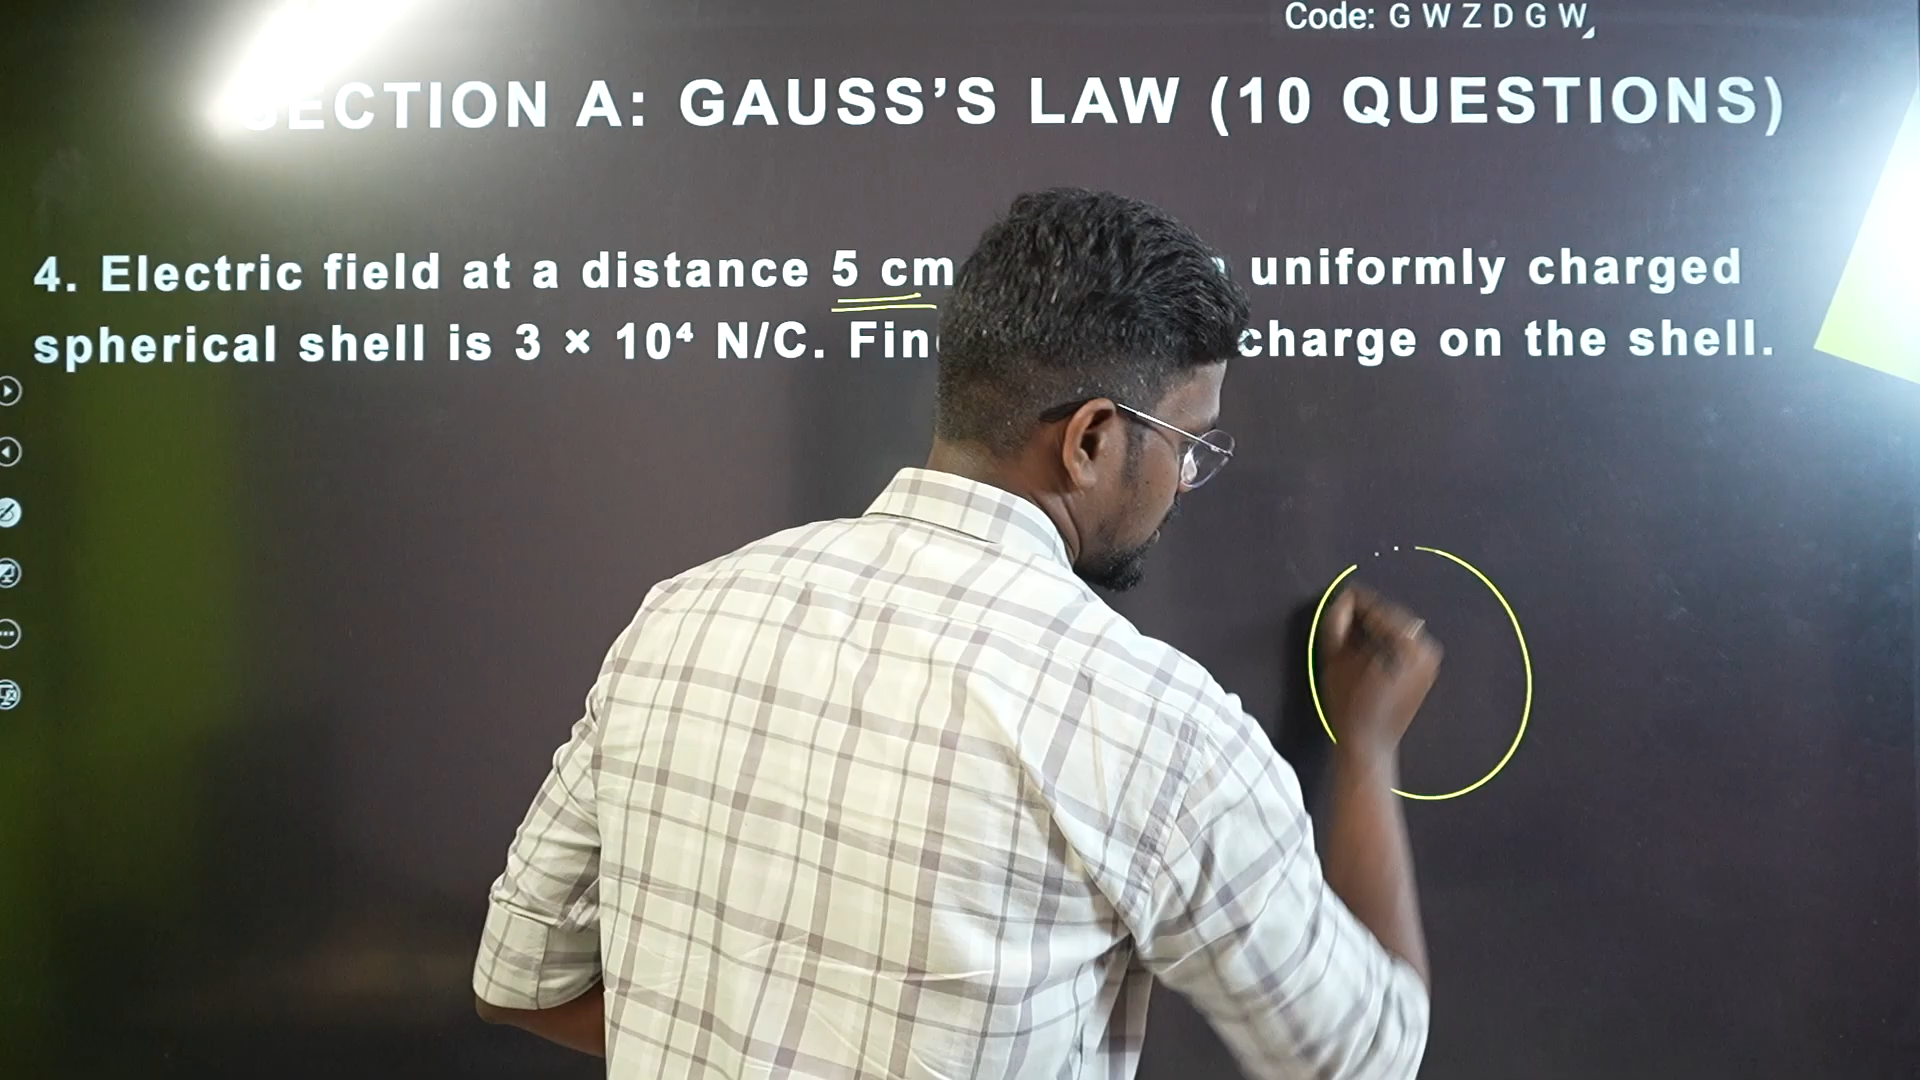 Code: G W Z D G W
SECTION A: GAUSS’S LAW (10 QUESTIONS)
4. Electric field at a distance 5 cm uniformly charged
spherical shell is 3 × 10⁴ N/C. Fin charge on the shell.